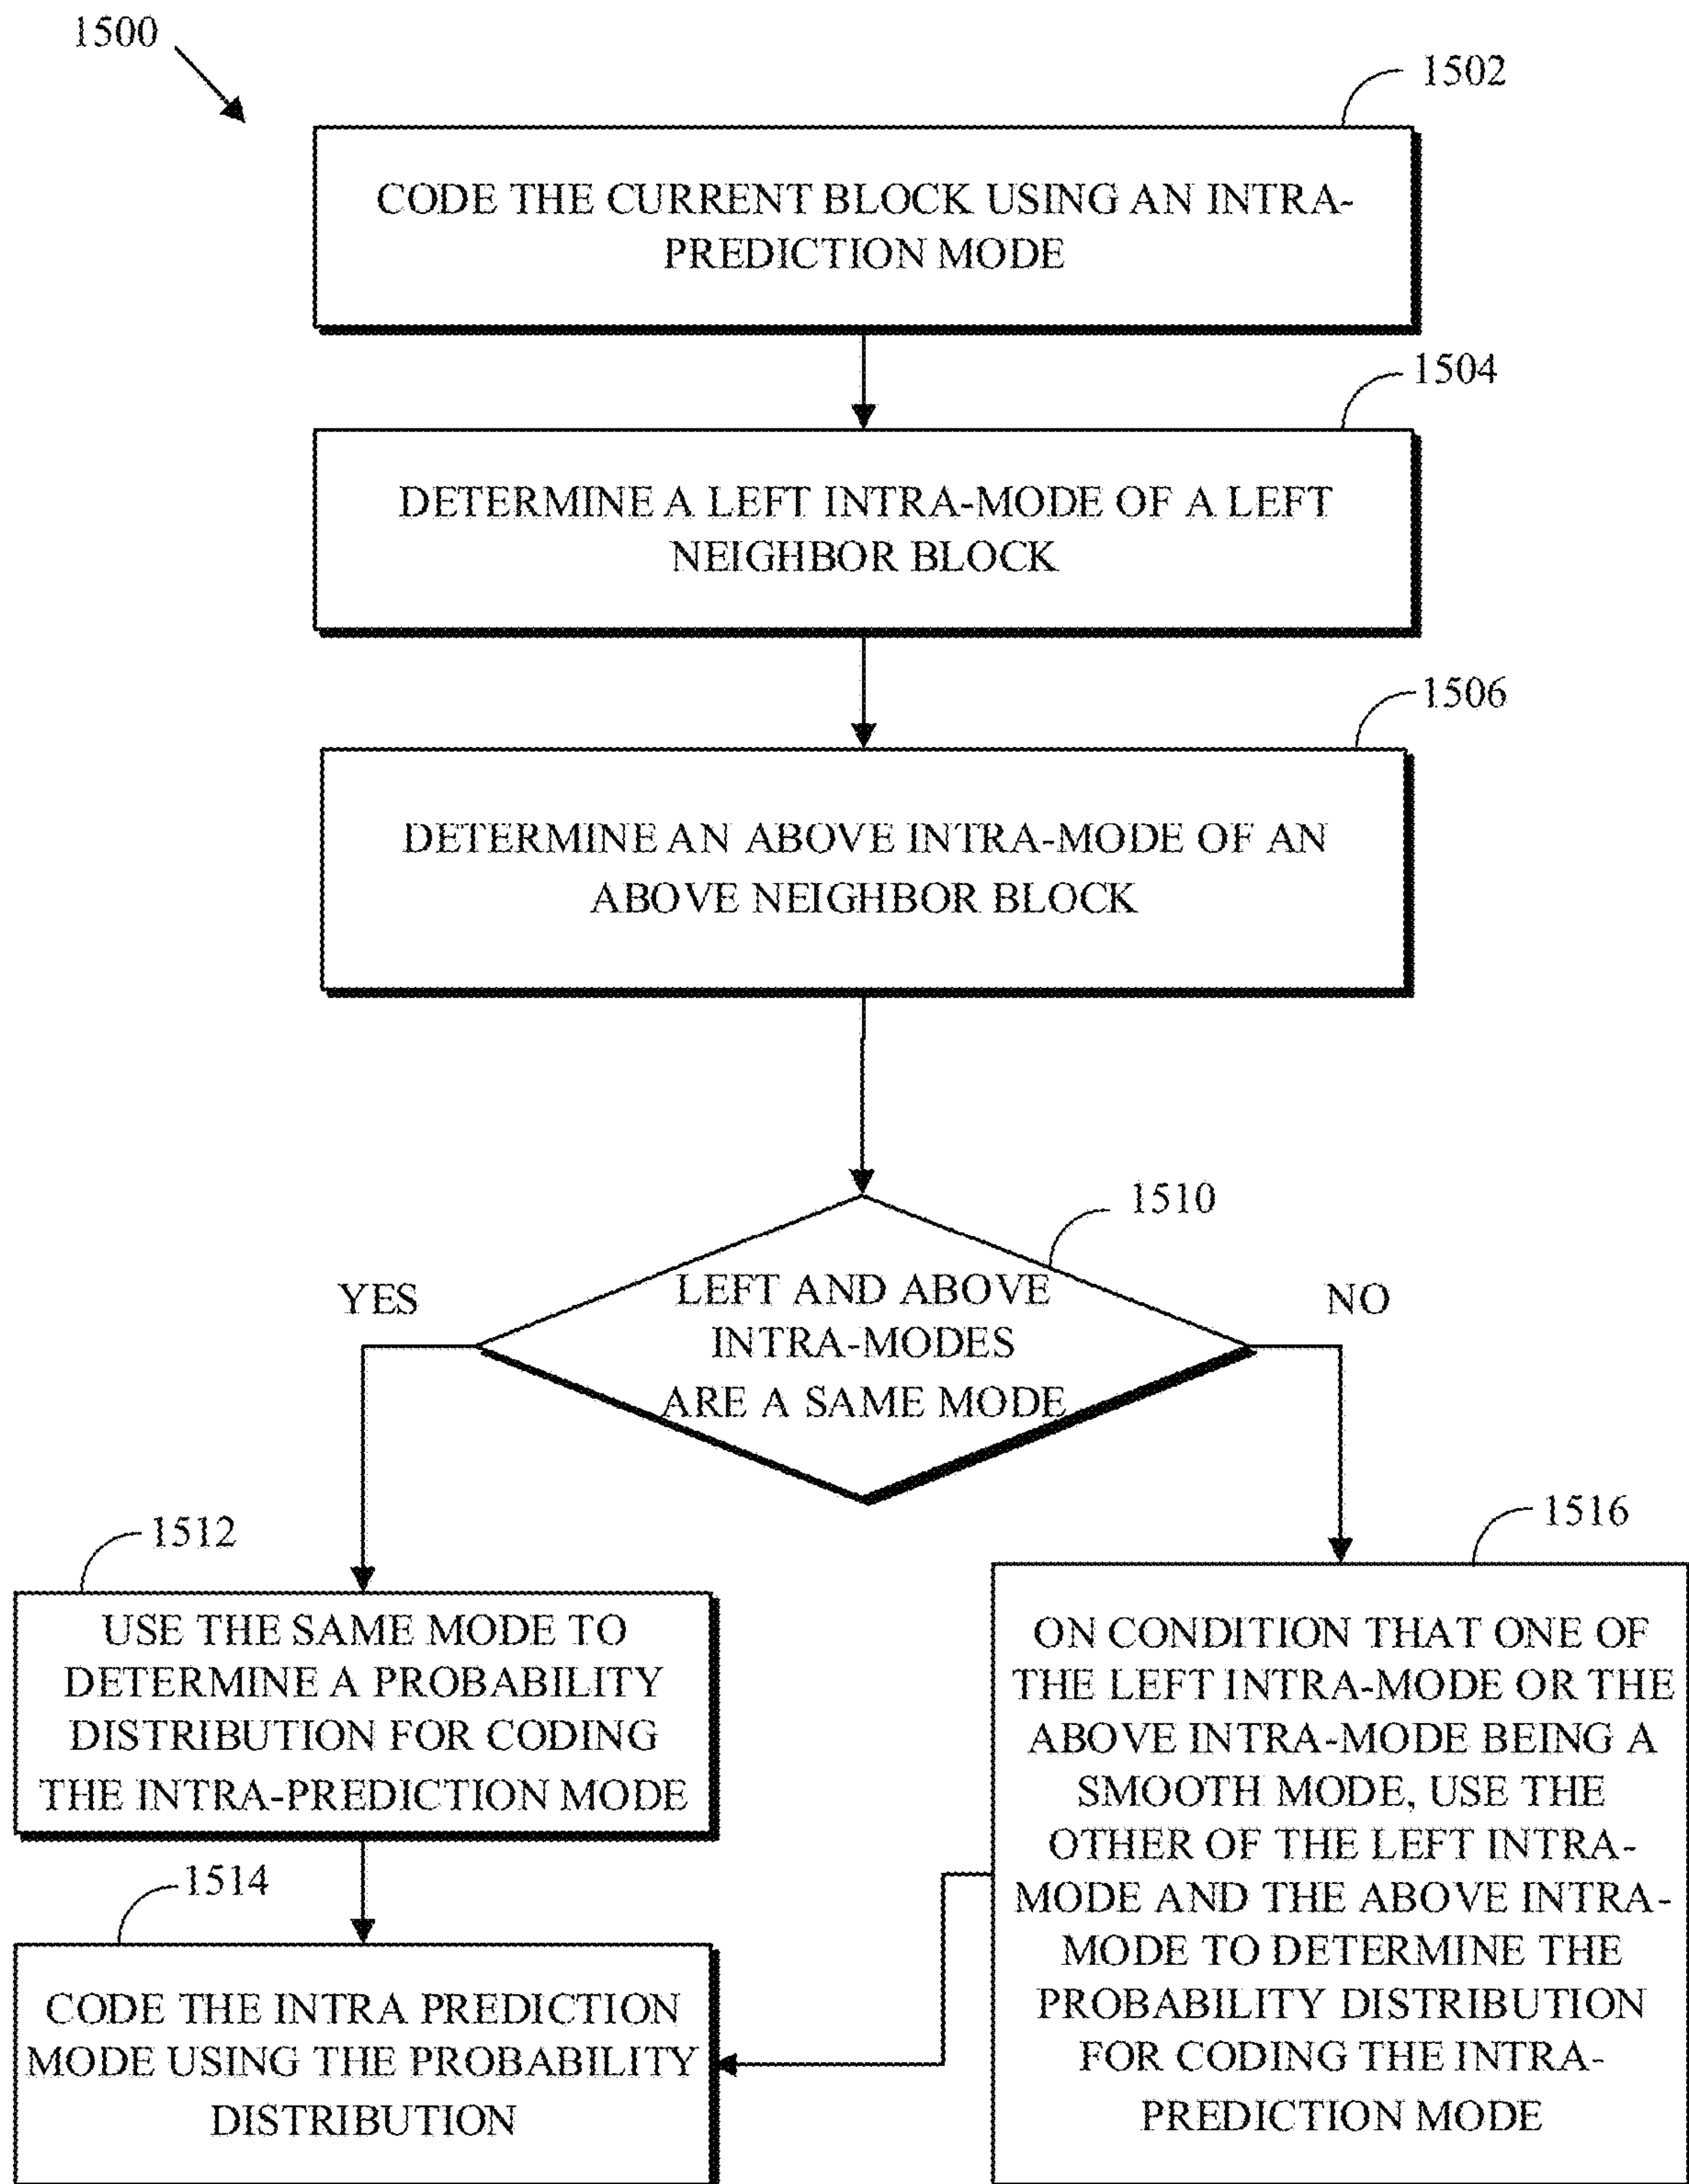 1500
1502
CODE THE CURRENT BLOCK USING AN INTRA-
PREDICTION MODE
1504
DETERMINE A LEFT INTRA-MODE OF A LEFT
NEIGHBOR BLOCK
1506
DETERMINE AN ABOVE INTRA-MODE OF AN
ABOVE NEIGHBOR BLOCK
1510
YES
LEFT AND ABOVE
INTRA-MODES
ARE A SAME MODE
NO
1512
USE THE SAME MODE TO
DETERMINE A PROBABILITY
DISTRIBUTION FOR CODING
THE INTRA-PREDICTION MODE
1514
CODE THE INTRA PREDICTION
MODE USING THE PROBABILITY
DISTRIBUTION
1516
ON CONDITION THAT ONE OF
THE LEFT INTRA-MODE OR THE
ABOVE INTRA-MODE BEING A
SMOOTH MODE, USE THE
OTHER OF THE LEFT INTRA-
MODE AND THE ABOVE INTRA-
MODE TO DETERMINE THE
PROBABILITY DISTRIBUTION
FOR CODING THE INTRA-
PREDICTION MODE